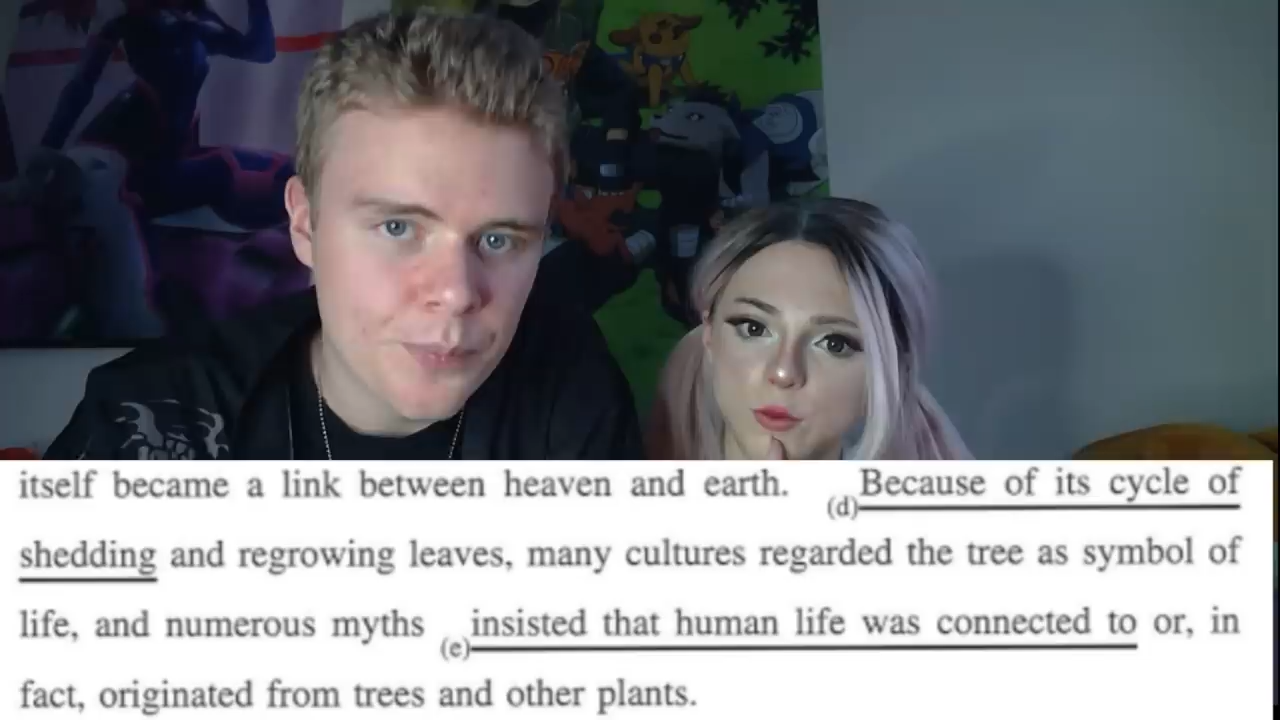 itself became a link between heaven and earth. (d)Because of its cycle of
shedding and regrowing leaves, many cultures regarded the tree as symbol of
life, and numerous myths (e)insisted that human life was connected to or, in
fact, originated from trees and other plants.